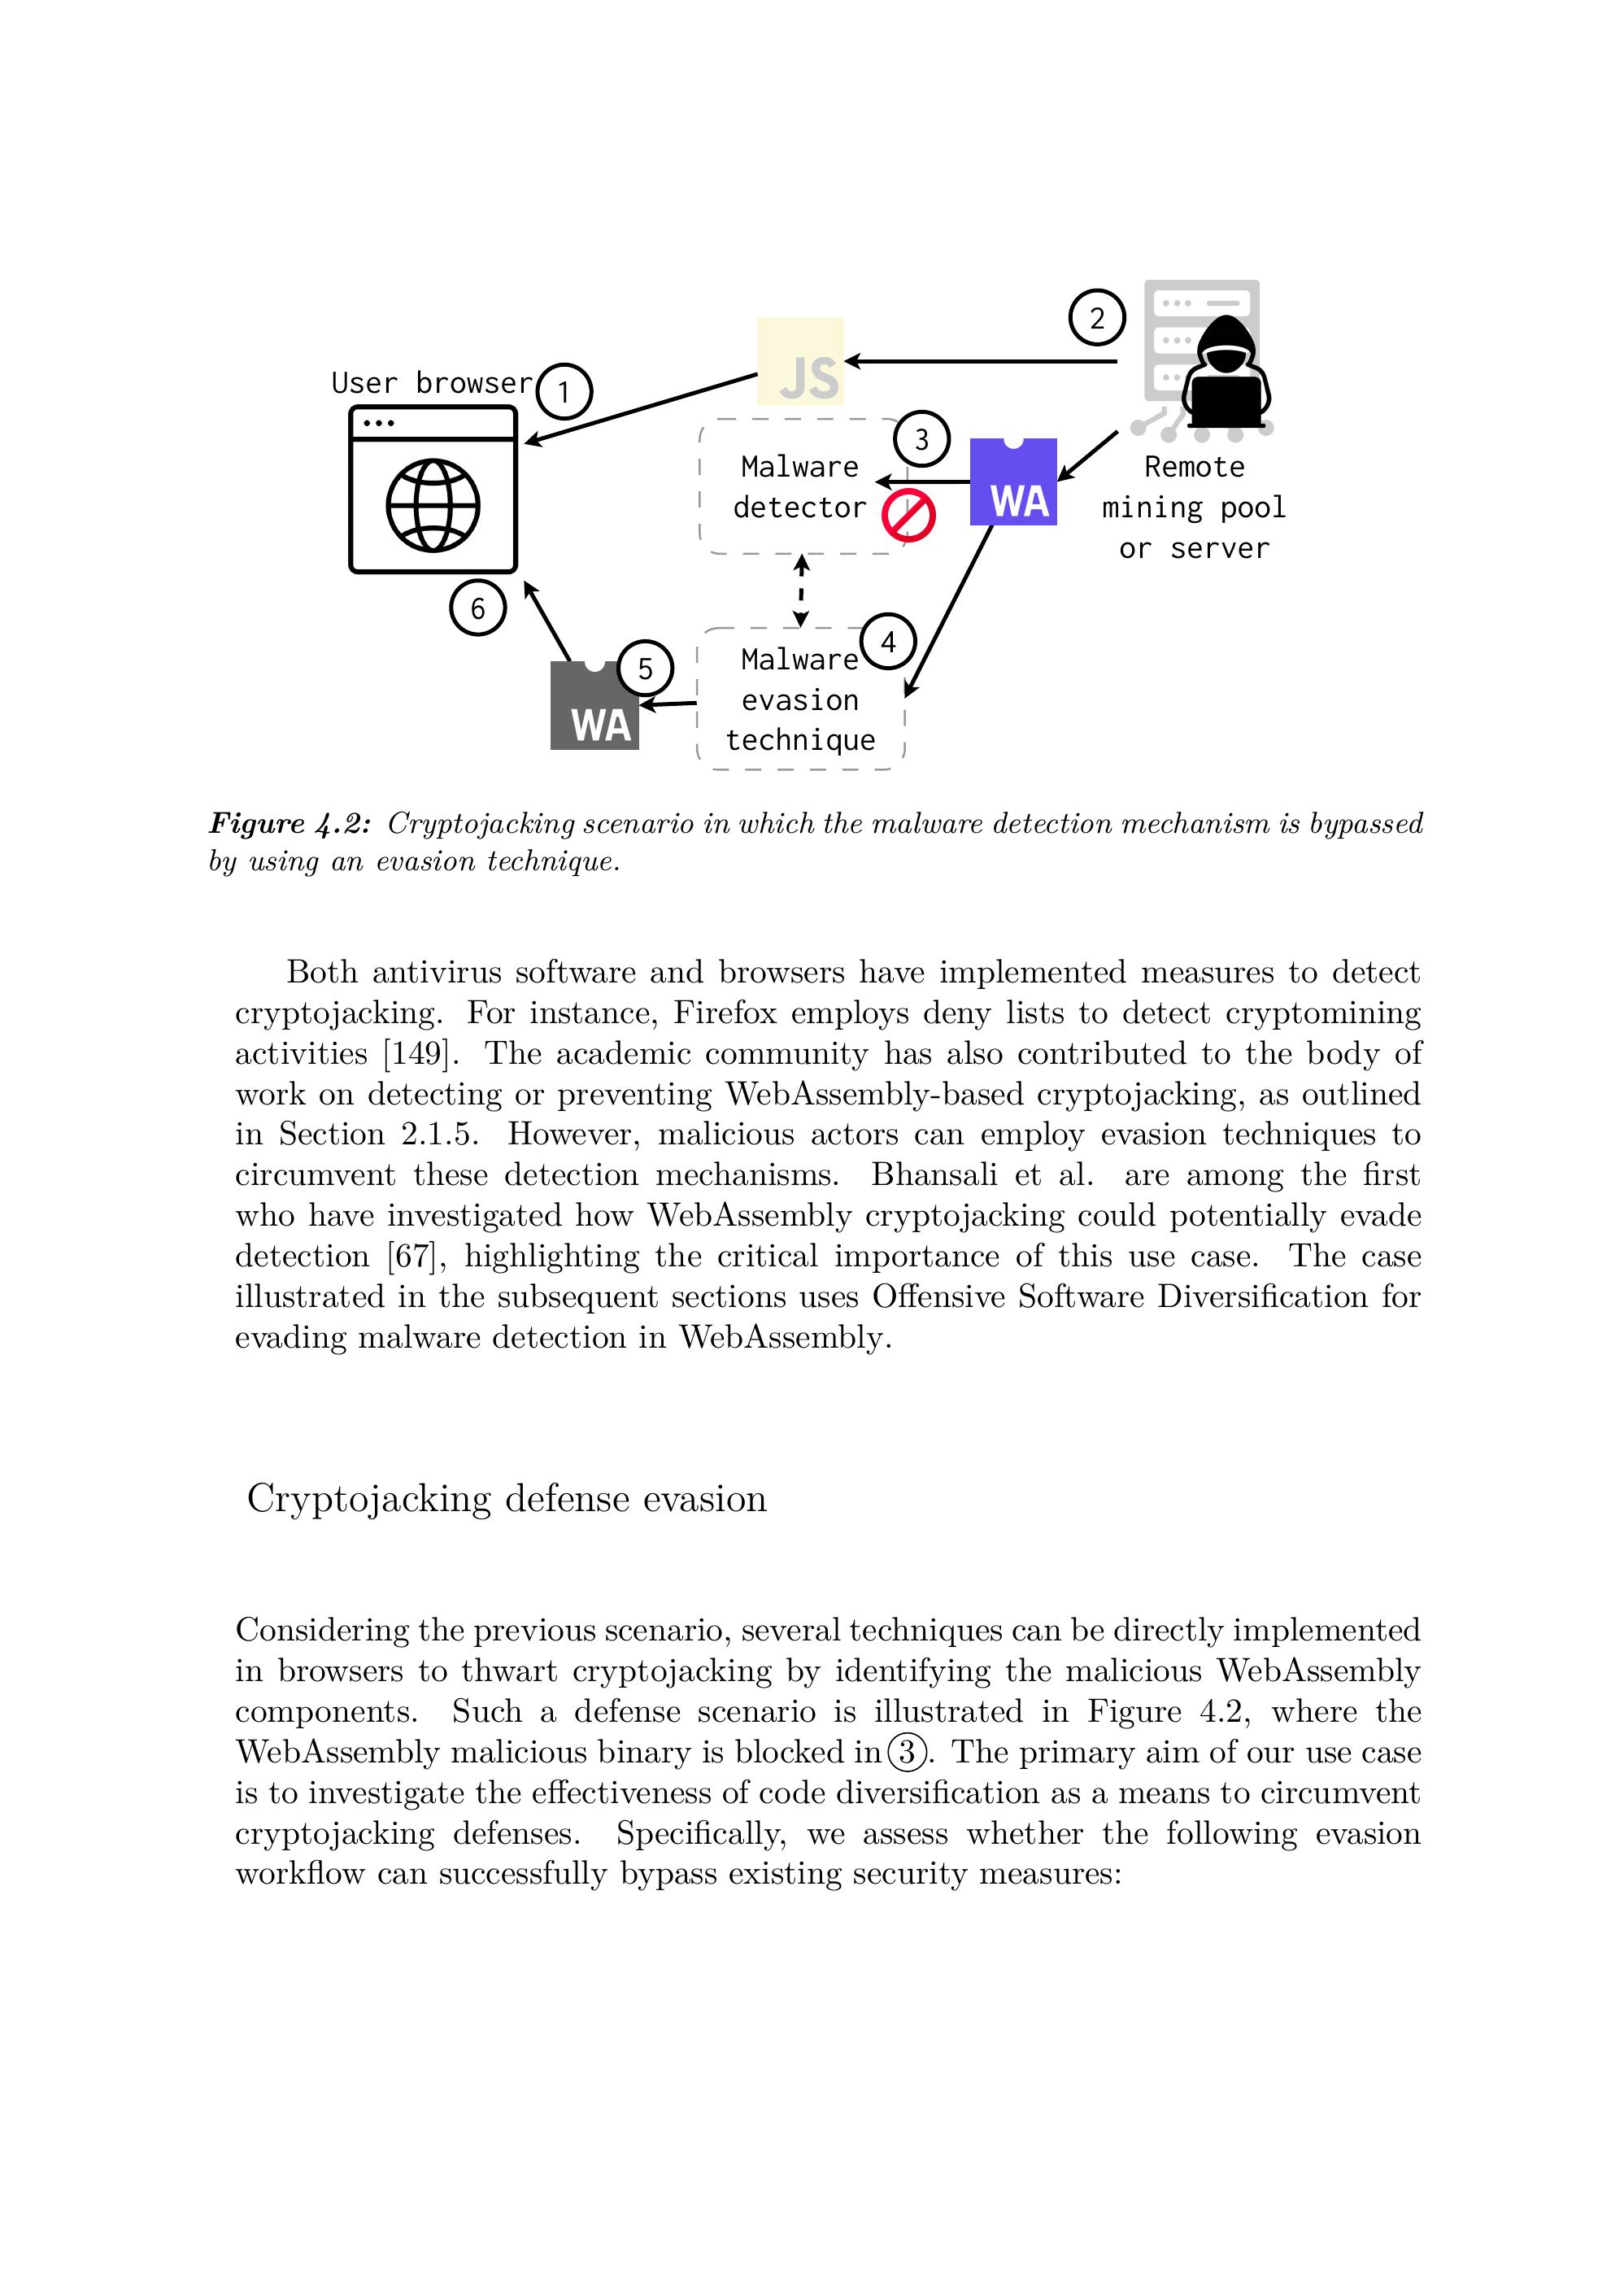 2
JS
User browser
1
3
Malware
detector
WA
Remote
mining pool
or server
6
4
5
Malware
evasion
technique
WA
Figure 4.2: Cryptojacking scenario in which the malware detection mechanism is bypassed
by using an evasion technique.
Both antivirus software and browsers have implemented measures to detect
cryptojacking. For instance, Firefox employs deny lists to detect cryptomining
activities [149]. The academic community has also contributed to the body of
work on detecting or preventing WebAssembly-based cryptojacking, as outlined
in Section 2.1.5. However, malicious actors can employ evasion techniques to
circumvent these detection mechanisms. Bhansali et al. are among the first
who have investigated how WebAssembly cryptojacking could potentially evade
detection [67], highlighting the critical importance of this use case. The case
illustrated in the subsequent sections uses Offensive Software Diversification for
evading malware detection in WebAssembly.
Cryptojacking defense evasion
Considering the previous scenario, several techniques can be directly implemented
in browsers to thwart cryptojacking by identifying the malicious WebAssembly
components. Such a defense scenario is illustrated in Figure 4.2, where the
WebAssembly malicious binary is blocked in 3. The primary aim of our use case
is to investigate the effectiveness of code diversification as a means to circumvent
cryptojacking defenses. Specifically, we assess whether the following evasion
workflow can successfully bypass existing security measures: